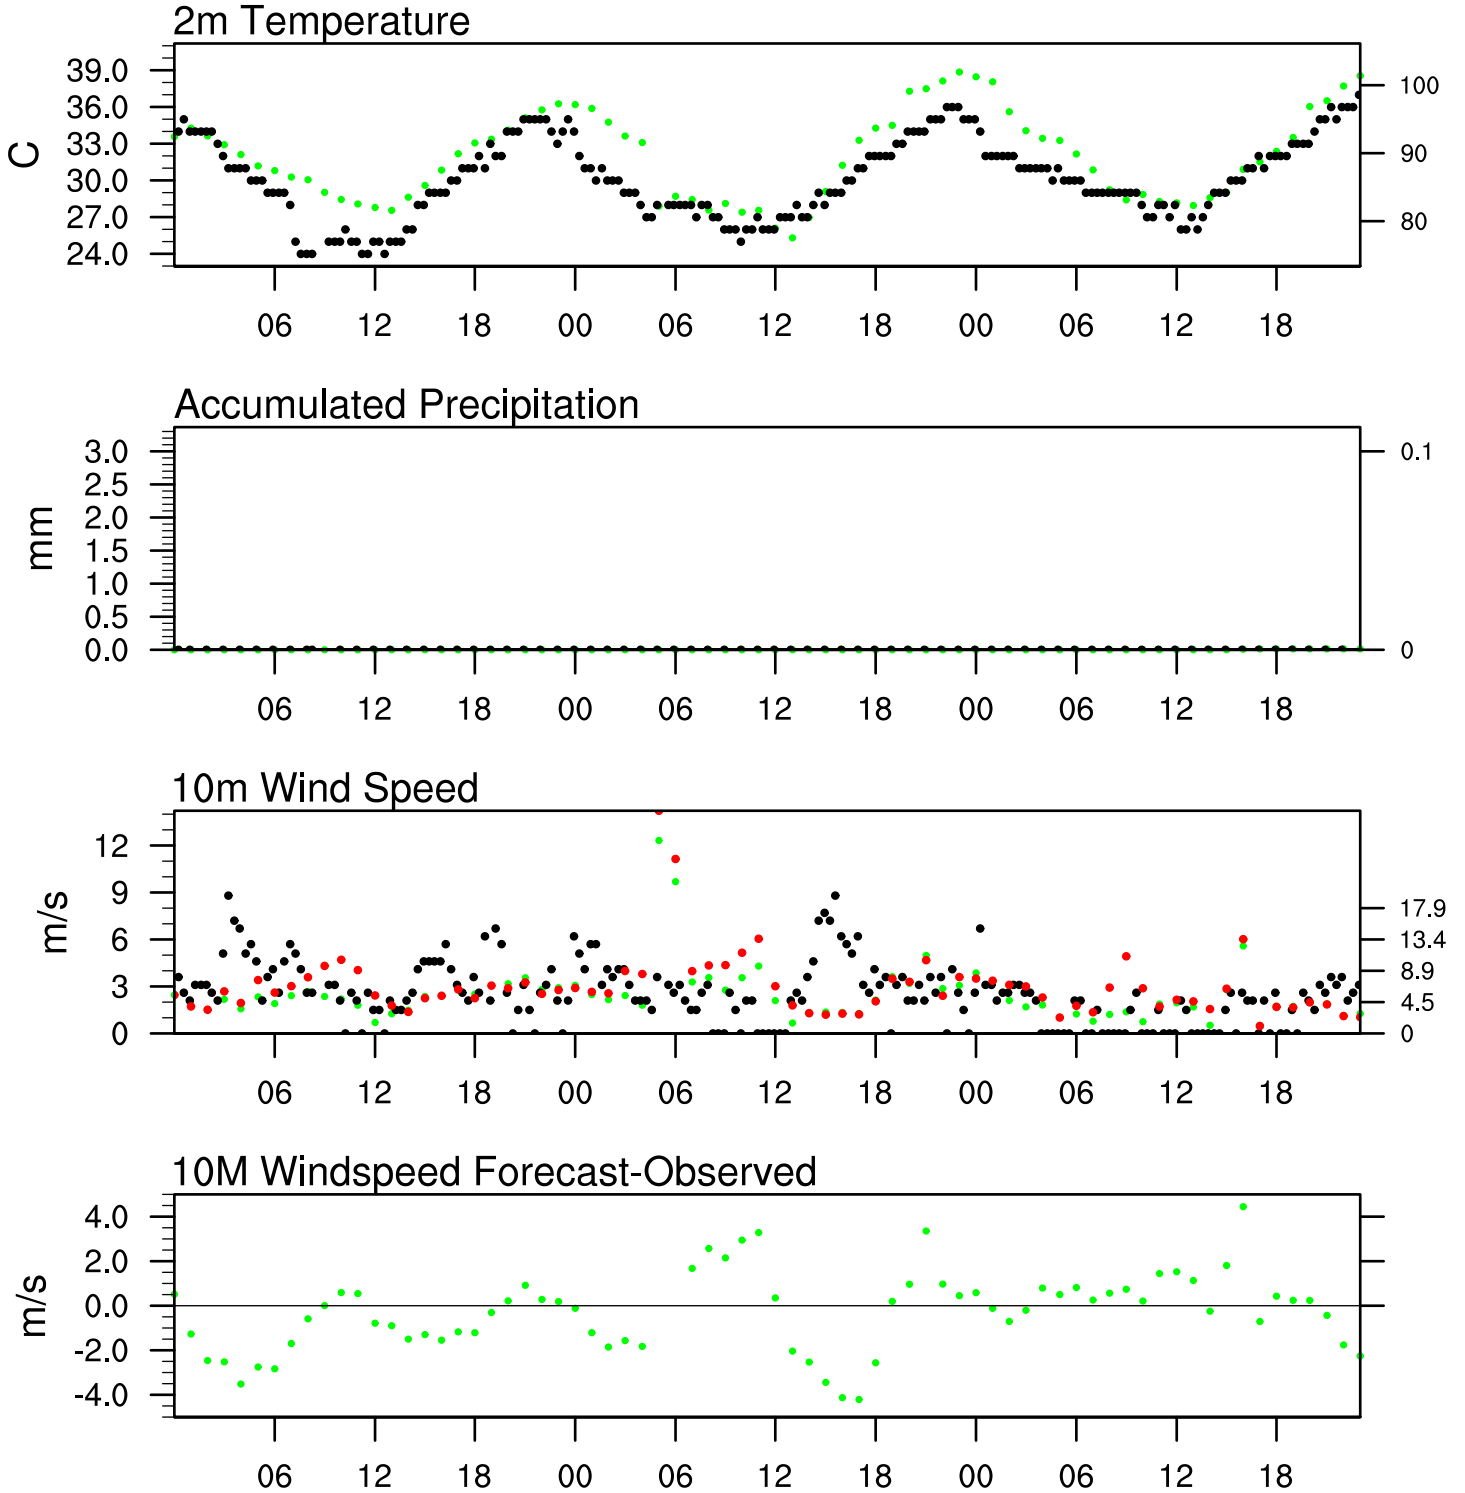 2m Temperature
39.0
36.0
33.0
30.0
27.0
24.0
C
100
90
80
06 12 18 00 06 12 18 00 06 12 18
Accumulated Precipitation
3.0
2.5
2.0
1.5
1.0
0.5
0.0
mm
0.1
0
06 12 18 00 06 12 18 00 06 12 18
10m Wind Speed
12
9
6
3
0
m/s
17.9
13.4
8.9
4.5
0
06 12 18 00 06 12 18 00 06 12 18
10M Windspeed Forecast-Observed
4.0
2.0
0.0
-2.0
-4.0
m/s
06 12 18 00 06 12 18 00 06 12 18